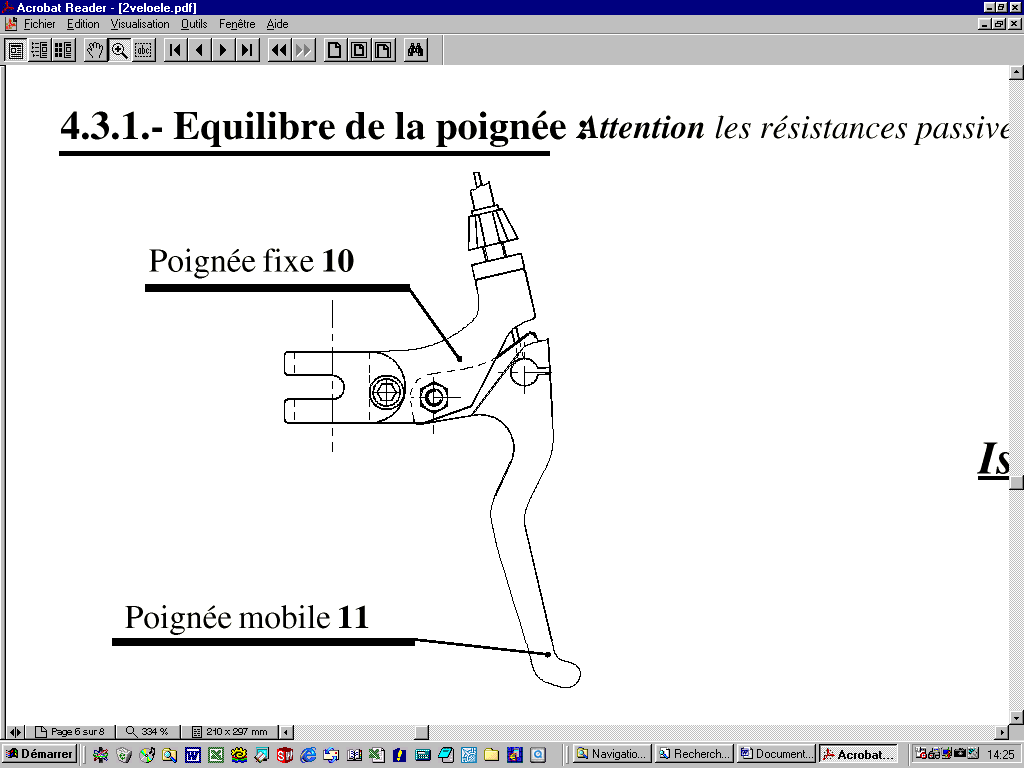 Acrobat Reader - [2veloele.pdf]
Fichier Edition Visualisation Outils Fenêtre Aide
4.3.1.- Equilibre de la poignée : Attention les résistances passive
Poignée fixe 10
Is
Poignée mobile 11
Page 6 sur 8 334 % 210 x 297 mm
Démarrer Navigatio... Recherch... Document... Acrobat... 14:25